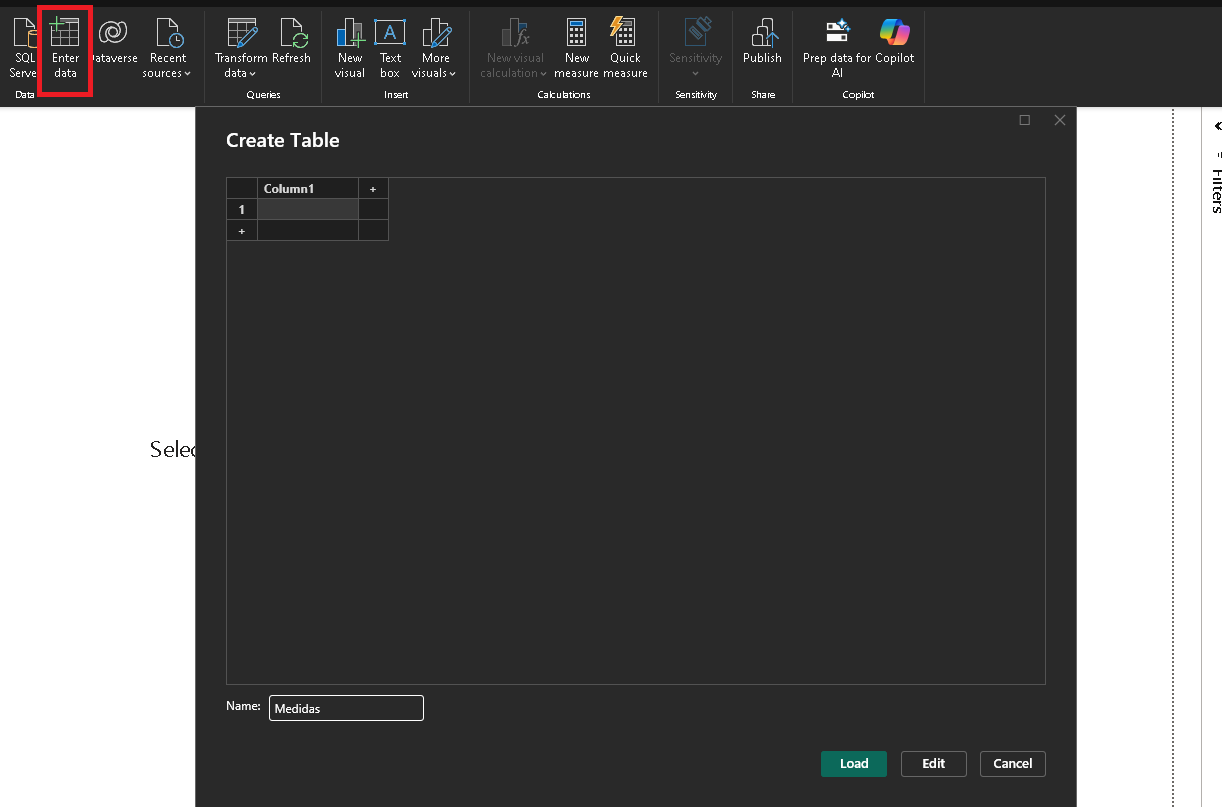 SQL Serve
Enter data
ataverse
Recent sources
Data
Transform data
Refresh
Queries
New visual
A
Text box
More visuals
Insert
fx
New visual calculation
New measure
Quick measure
Calculations
Sensitivity
Sensitivity
Publish
Share
Prep data for AI
Copilot
Copilot
Create Table
Column1 +
1
+
Filters
Selec
Name: Medidas
Load Edit Cancel